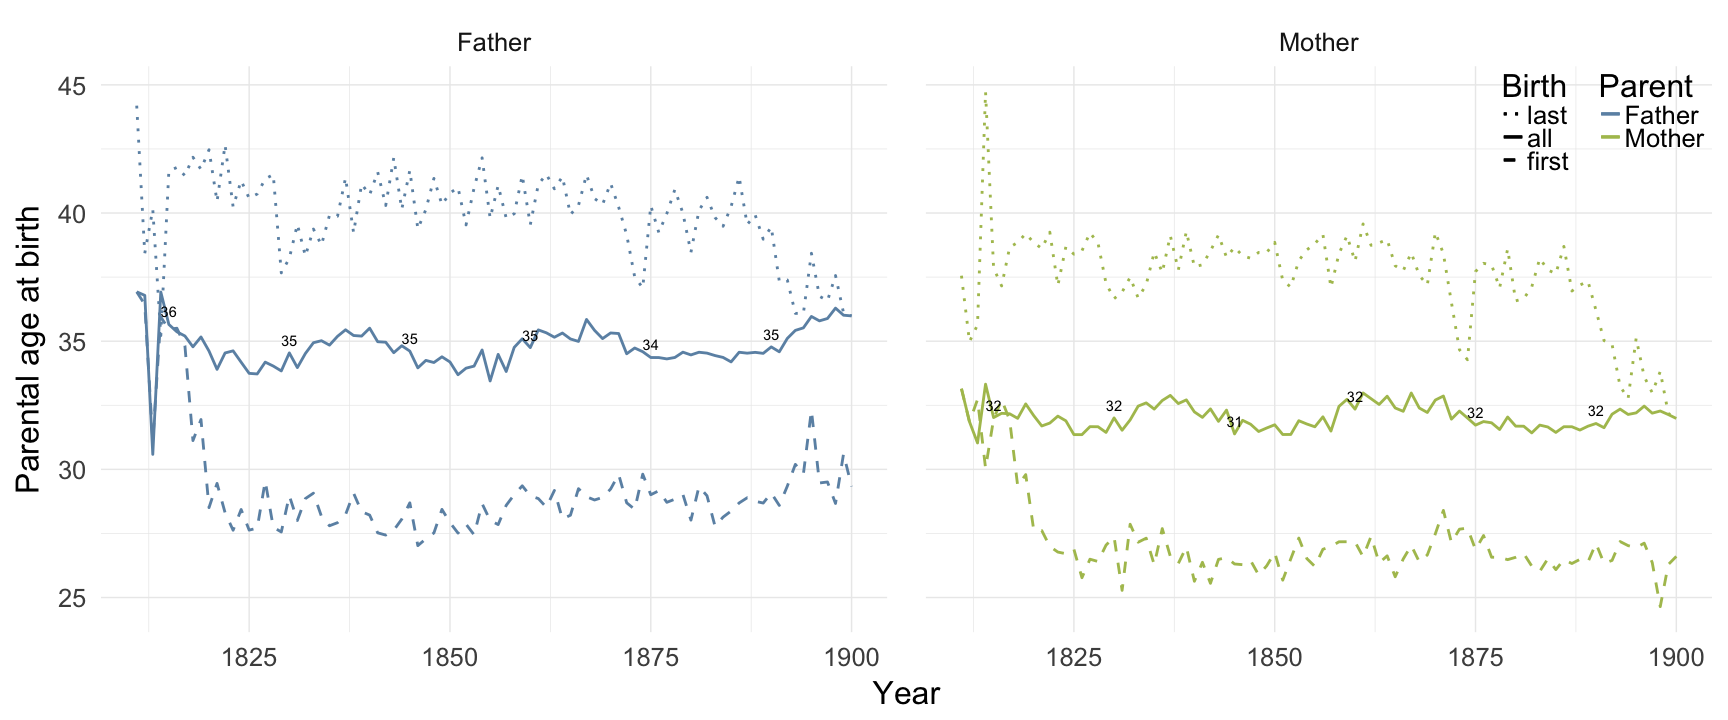 Father
Mother
Parental age at birth
45
40
35
30
25
36
35
35
35
34
35
32
32
31
32
32
32
Birth
last
all
first
Parent
Father
Mother
1825
1850
1875
1900
1825
1850
1875
1900
Year